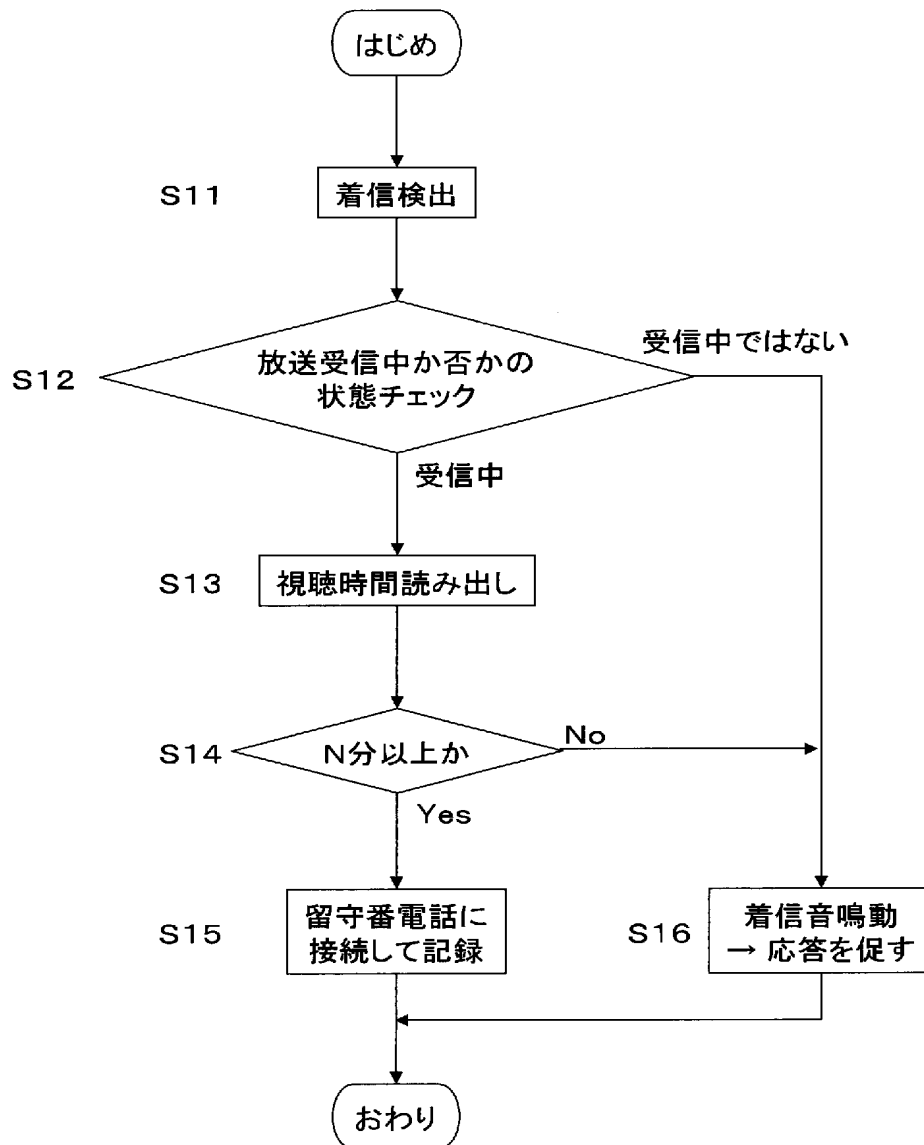 はじめ
S11
着信検出
S12
放送受信中か否かの
状態チェック
受信中ではない
受信中
S13
視聴時間読み出し
S14
N分以上か
No
Yes
S15
留守番電話に
接続して記録
S16
着信音鳴動
→ 応答を促す
おわり